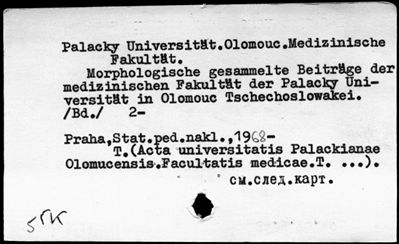 Palacky Universität.Olomouc.Medizinische
Fakultät.
Morphologische gesammelte Beiträge der
medizinischen Fakultät der Palacky Uni-
versität in Olomouc Tschechoslowakei.
/Bd./ 2-
Praha,Stat.ped.nakl.,1968-
T.(Acta universitatis Palackianae
Olomucensis.Facultatis medicae.T. ...).
см.след.карт.